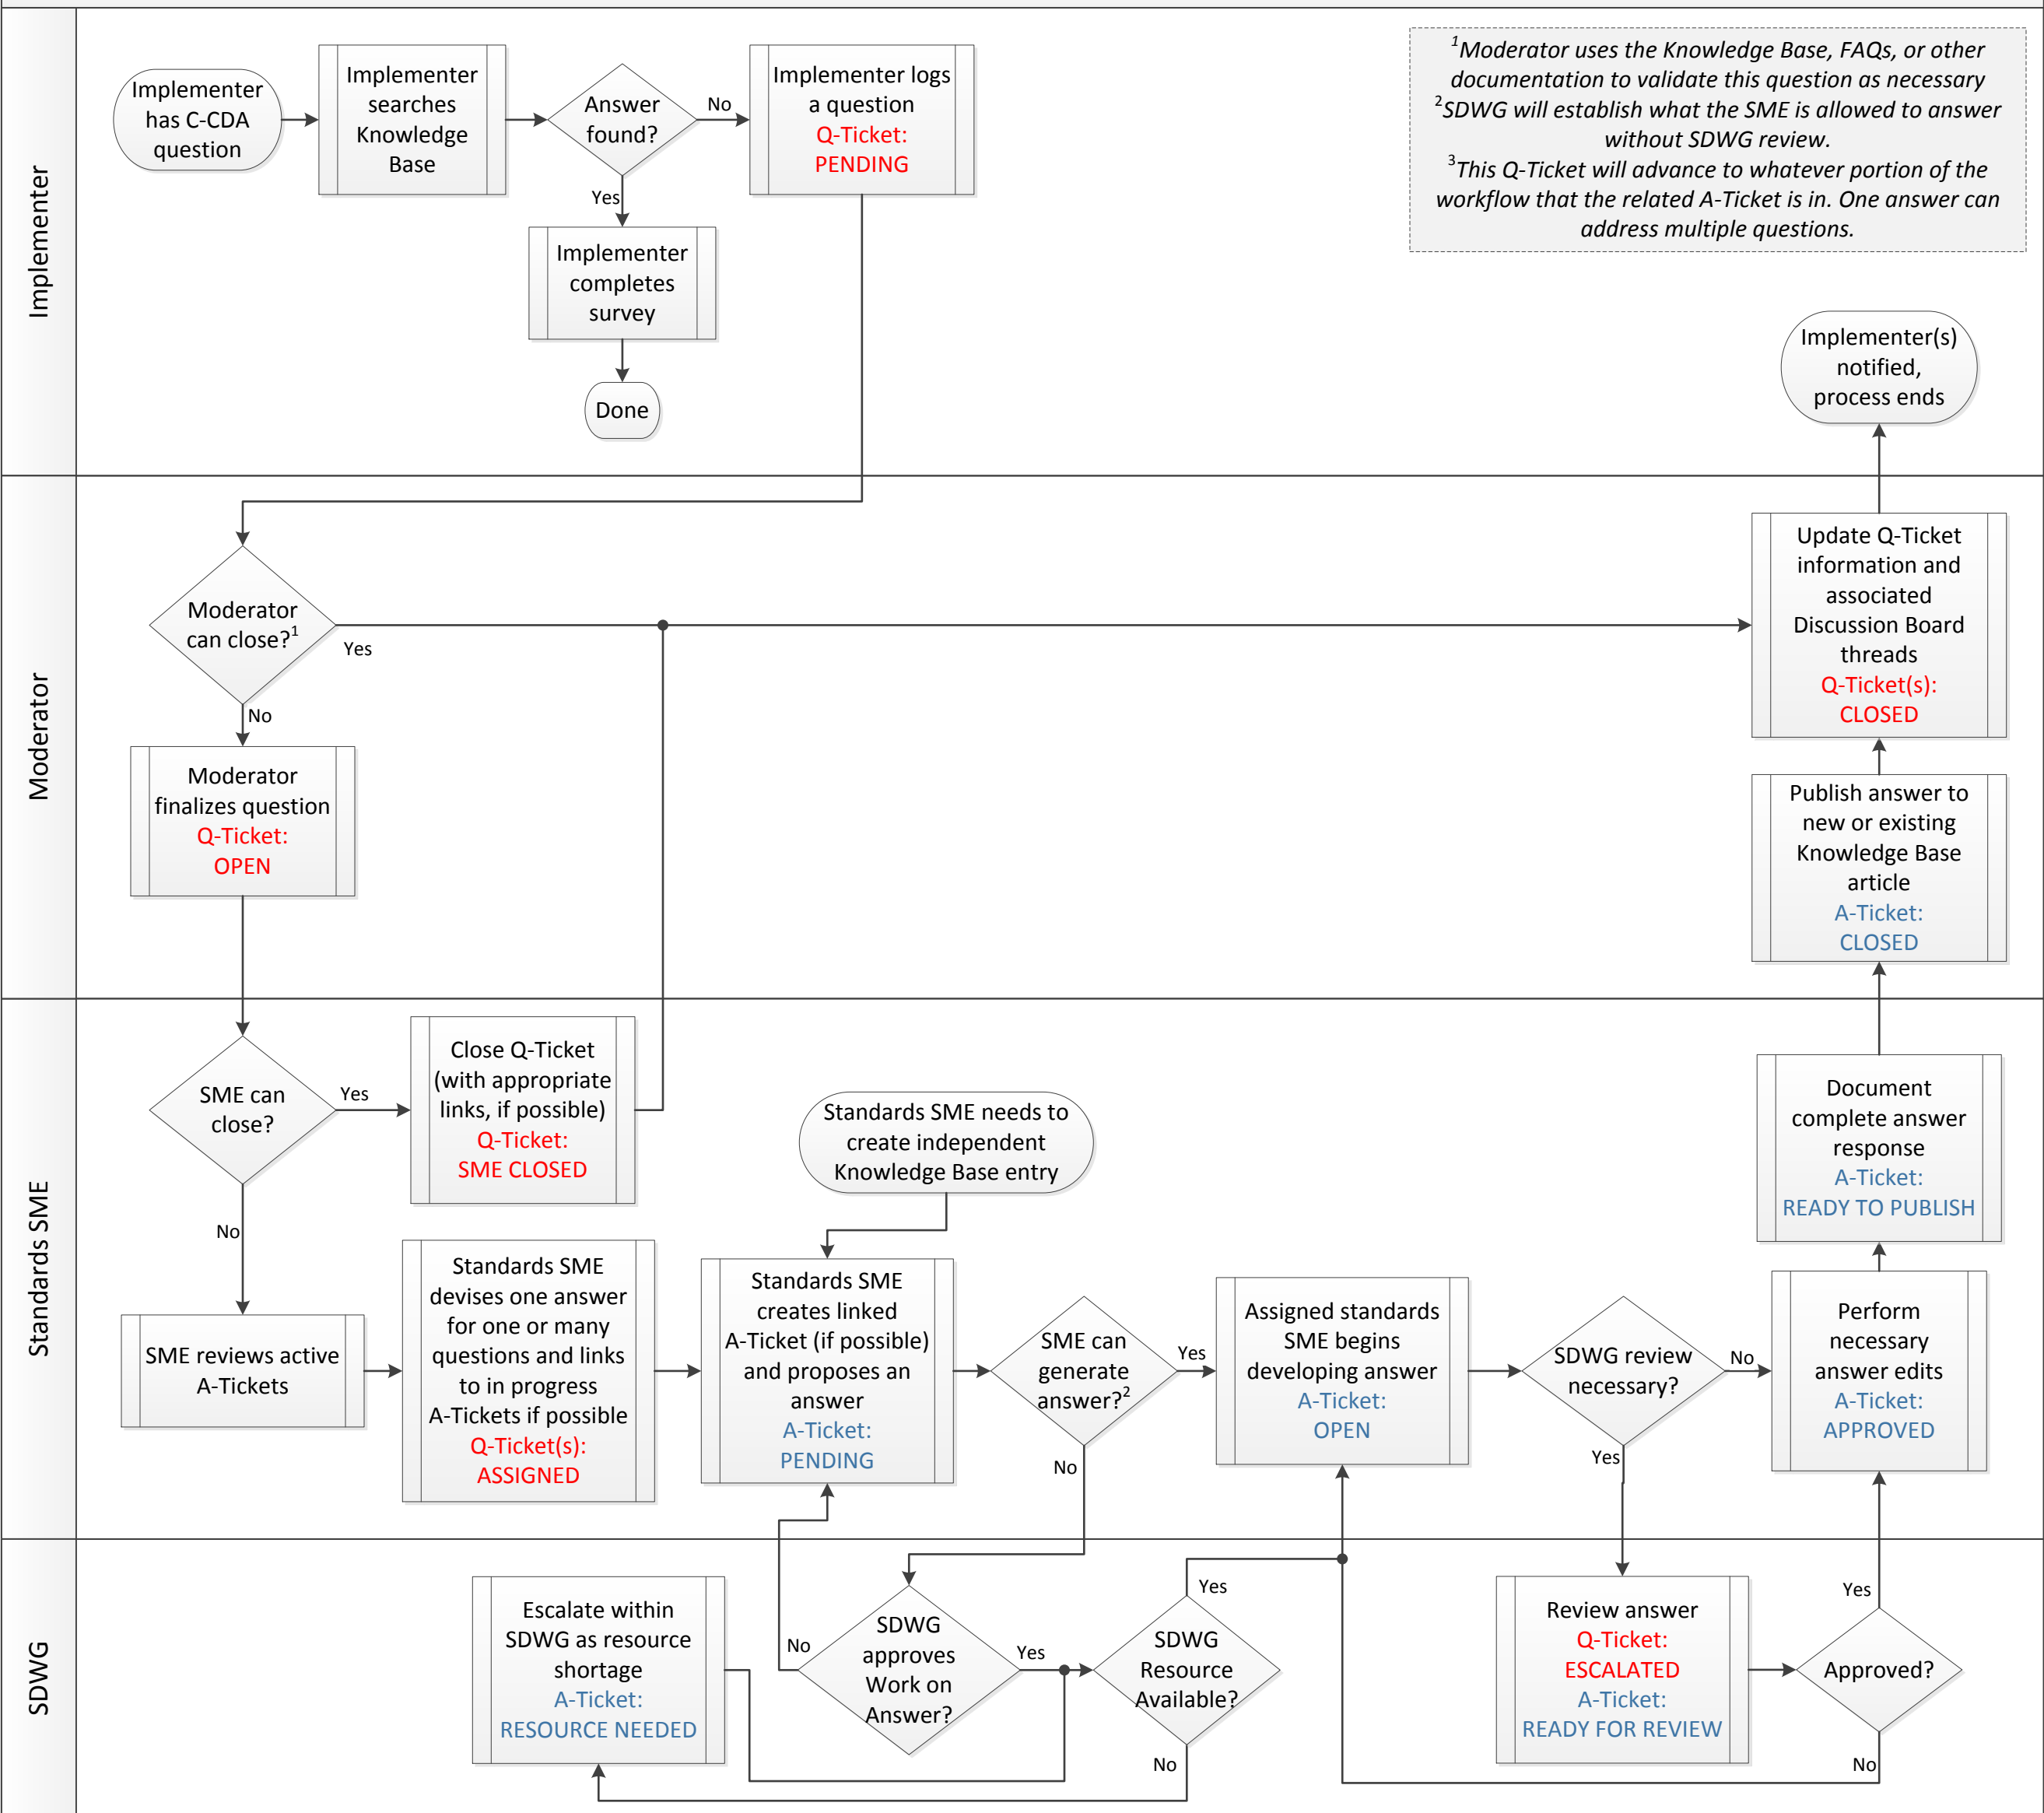 Implementer
Implementer
has C-CDA
question
Implementer
searches
Knowledge
Base
Answer
found?
No
Yes
Implementer logs
a question
Q-Ticket:
PENDING
Implementer
completes
survey
Done
¹Moderator uses the Knowledge Base, FAQs, or other
documentation to validate this question as necessary
²SDWG will establish what the SME is allowed to answer
without SDWG review.
³This Q-Ticket will advance to whatever portion of the
workflow that the related A-Ticket is in. One answer can
address multiple questions.
Implementer(s)
notified,
process ends
Moderator
Moderator
can close?¹
Yes
No
Moderator
finalizes question
Q-Ticket:
OPEN
Update Q-Ticket
information and
associated
Discussion Board
threads
Q-Ticket(s):
CLOSED
Publish answer to
new or existing
Knowledge Base
article
A-Ticket:
CLOSED
Standards SME
SME can
close?
Yes
No
Close Q-Ticket
(with appropriate
links, if possible)
Q-Ticket:
SME CLOSED
Standards SME needs to
create independent
Knowledge Base entry
Document
complete answer
response
A-Ticket:
READY TO PUBLISH
SME reviews active
A-Tickets
Standards SME
devises one answer
for one or many
questions and links
to in progress
A-Tickets if possible
Q-Ticket(s):
ASSIGNED
Standards SME
creates linked
A-Ticket (if possible)
and proposes an
answer
A-Ticket:
PENDING
SME can
generate
answer?²
Yes
No
Assigned standards
SME begins
developing answer
A-Ticket:
OPEN
SDWG review
necessary?
No
Yes
Perform
necessary
answer edits
A-Ticket:
APPROVED
SDWG
Escalate within
SDWG as resource
shortage
A-Ticket:
RESOURCE NEEDED
No
SDWG
approves
Work on
Answer?
Yes
SDWG
Resource
Available?
Yes
No
Review answer
Q-Ticket:
ESCALATED
A-Ticket:
READY FOR REVIEW
Approved?
Yes
No